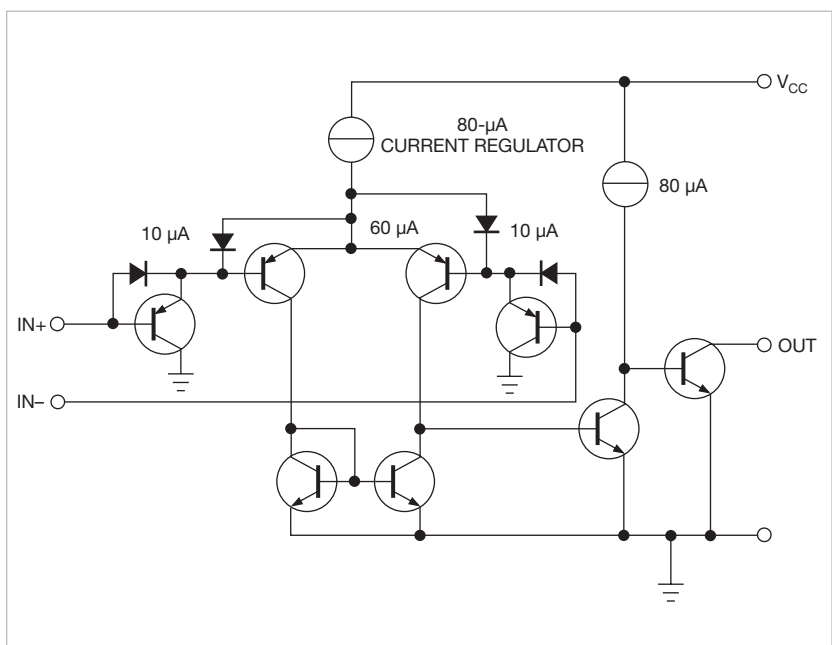 V_CC
80-µA
CURRENT REGULATOR
80 µA
10 µA
60 µA
10 µA
IN+
OUT
IN–